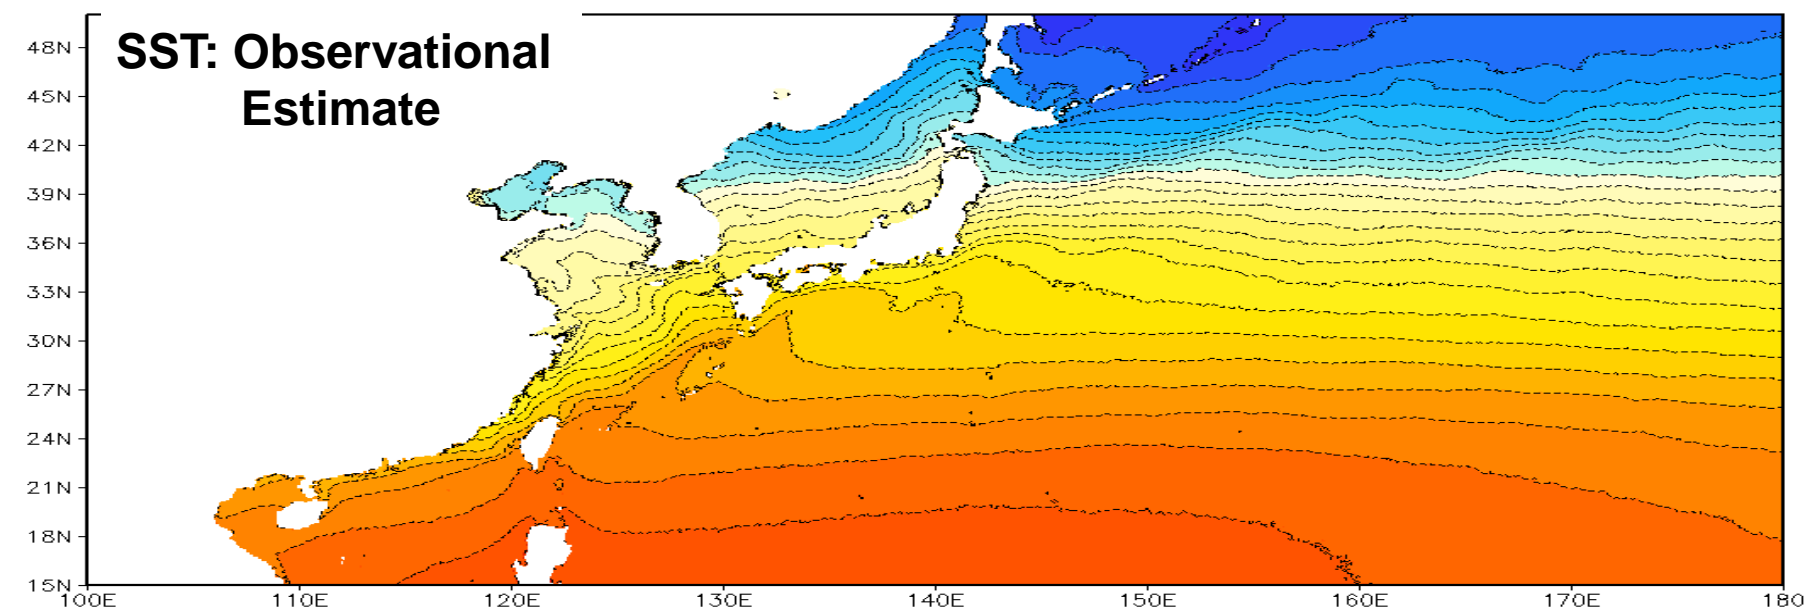 SST: Observational
Estimate
48N
45N
42N
39N
36N
33N
30N
27N
24N
21N
18N
15N
100E 110E 120E 130E 140E 150E 160E 170E 180